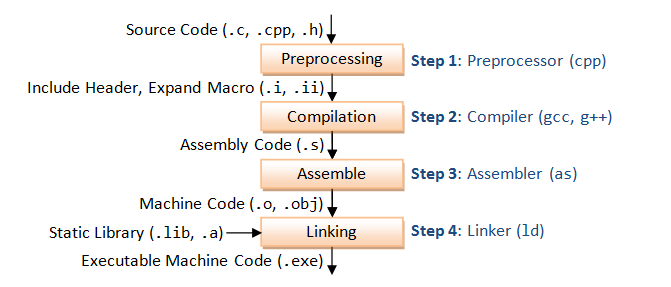 Source Code (.c, .cpp, .h)
Preprocessing
Step 1: Preprocessor (cpp)
Include Header, Expand Macro (.i, .ii)
Compilation
Step 2: Compiler (gcc, g++)
Assembly Code (.s)
Assemble
Step 3: Assembler (as)
Machine Code (.o, .obj)
Static Library (.lib, .a)
Linking
Step 4: Linker (ld)
Executable Machine Code (.exe)